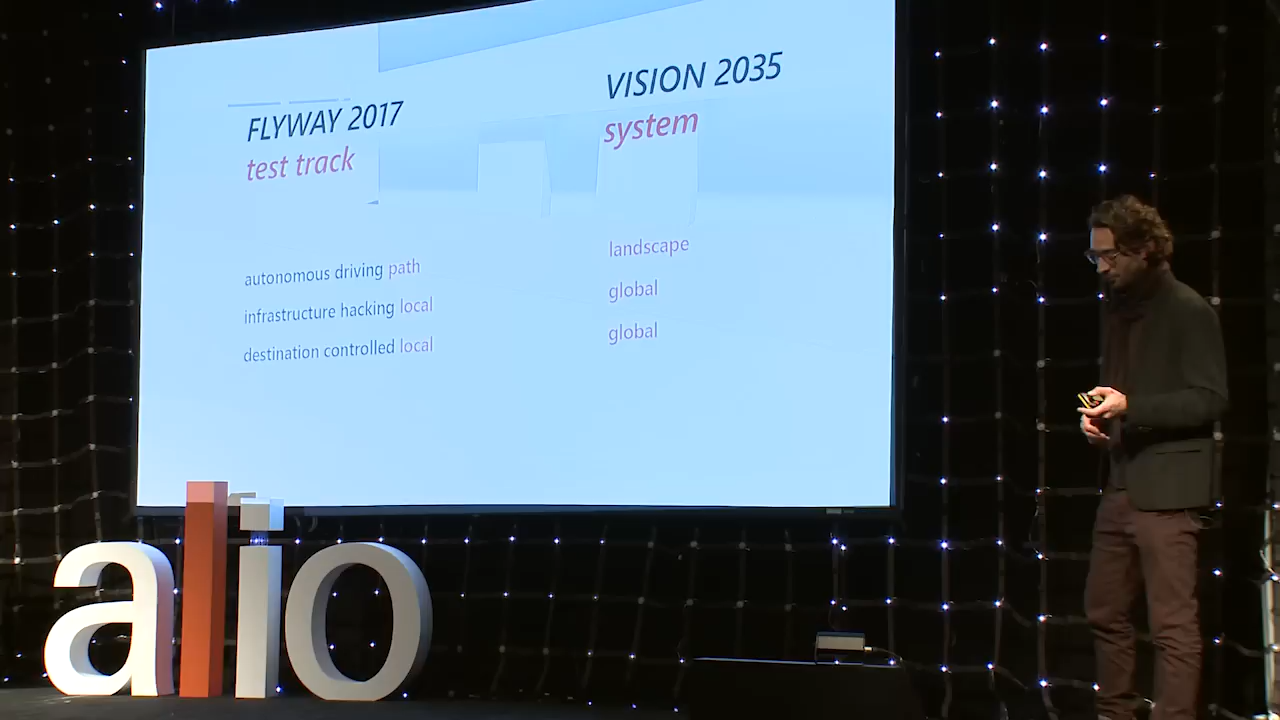 FLYWAY 2017
test track
autonomous driving path
infrastructure hacking local
destination controlled local
VISION 2035
system
landscape
global
global
alio